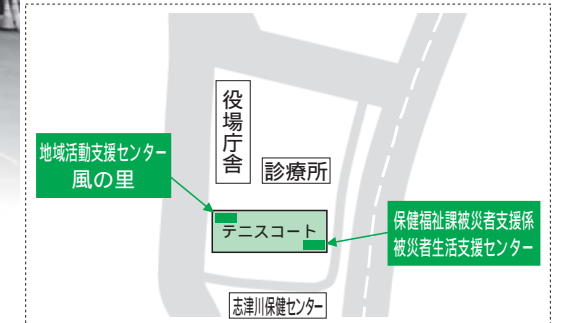 役場庁舎
診療所
地域活動支援センター
風の里
テニスコート
保健福祉課被災者支援係
被災者生活支援センター
志津川保健センター